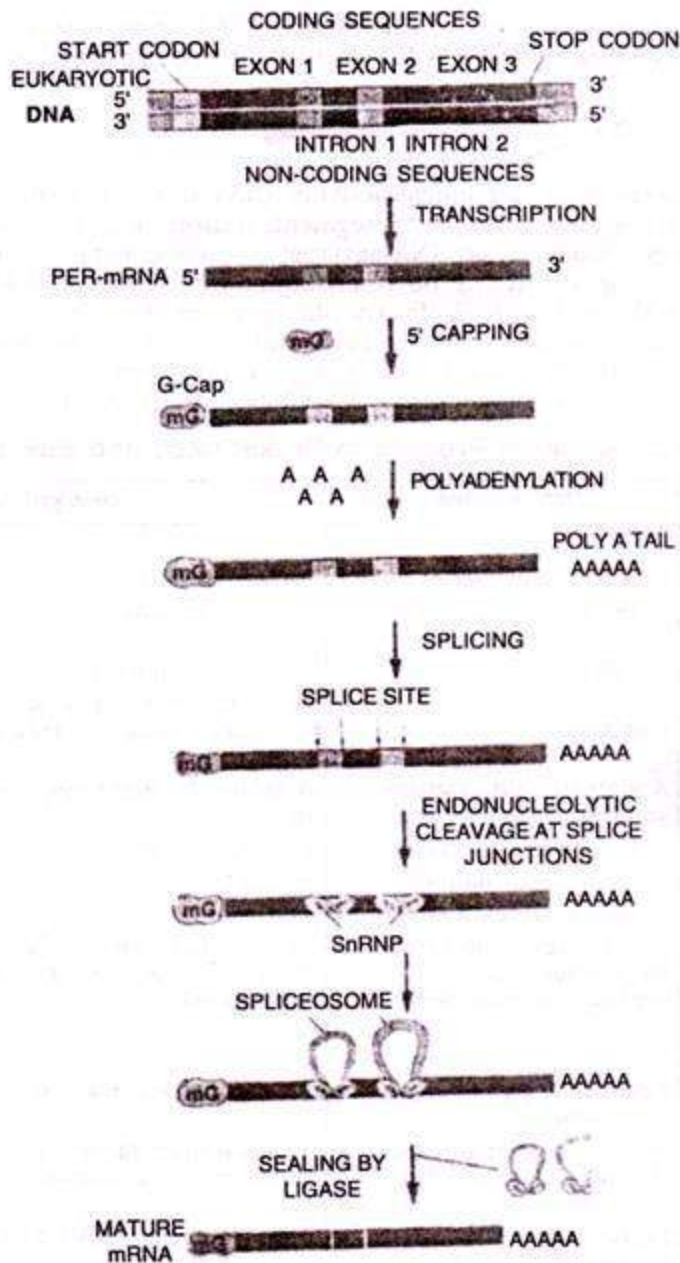 CODING SEQUENCES
START CODON
STOP CODON
EUKARYOTIC
EXON 1 EXON 2 EXON 3
5' 3'
DNA
3' 5'
INTRON 1 INTRON 2
NON-CODING SEQUENCES
TRANSCRIPTION
PER-mRNA 5' 3'
mG 5' CAPPING
G-Cap
mG
A A A
A A
POLYADENYLATION
POLY A TAIL
mG AAAAA
SPLICING
SPLICE SITE
mG AAAAA
ENDONUCLEOLYTIC
CLEAVAGE AT SPLICE
JUNCTIONS
mG AAAAA
SnRNP
SPLICEOSOME
mG AAAAA
SEALING BY
LIGASE
MATURE
mRNA
mG AAAAA